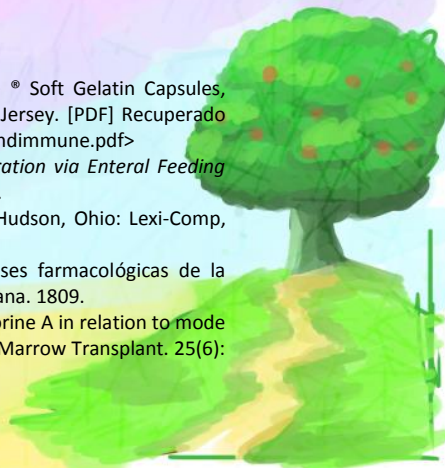 ® Soft Gelatin Capsules,
Jersey. [PDF] Recuperado
ndimmune.pdf>
ration via Enteral Feeding
.
Hudson, Ohio: Lexi-Comp,
ses farmacológicas de la
ana. 1809.
orine A in relation to mode
Marrow Transplant. 25(6):